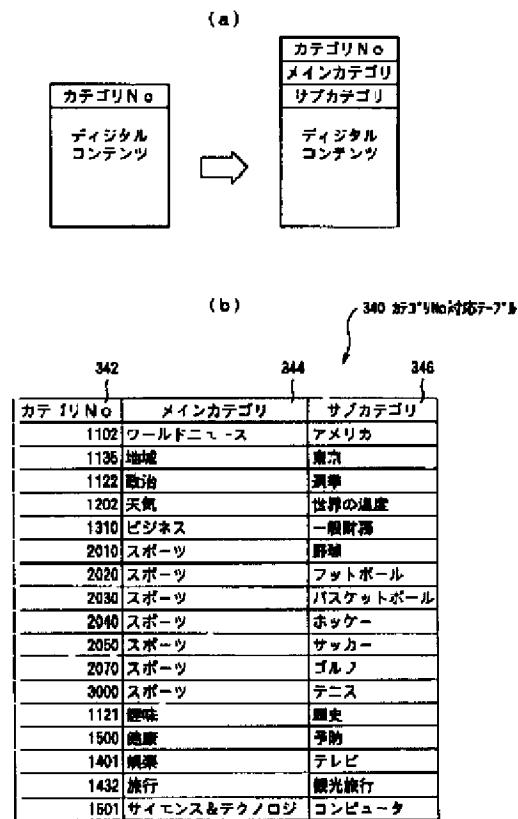 (a)
カテゴリNo
ディジタル
コンテンツ
カテゴリNo
メインカテゴリ
サブカテゴリ
ディジタル
コンテンツ
(b)
340 カテゴリNo対応テーブル
342 344 346
カテゴリNo メインカテゴリ サブカテゴリ
1102 ワールドニュース アメリカ
1135 地域 東京
1122 政治 選挙
1202 天気 世界の温度
1310 ビジネス 一般財務
2010 スポーツ 野球
2020 スポーツ フットボール
2030 スポーツ バスケットボール
2040 スポーツ ホッケー
2050 スポーツ サッカー
2070 スポーツ ゴルフ
3000 スポーツ テニス
1121 趣味 歴史
1500 健康 予防
1401 娯楽 テレビ
1432 旅行 観光旅行
1501 サイエンス&テクノロジ コンピュータ